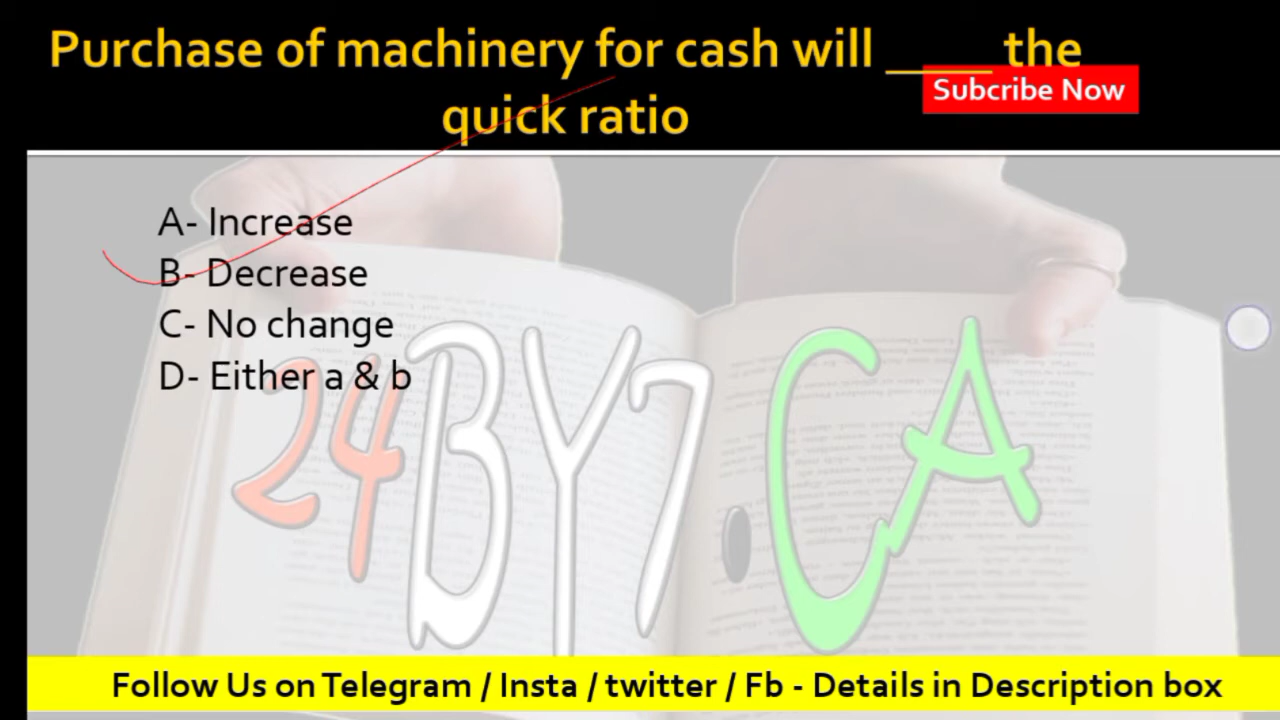 Purchase of machinery for cash will _____ the
Subcribe Now
quick ratio
A- Increase
B- Decrease
C- No change
D- Either a & b
24BY7.CA
Follow Us on Telegram / Insta / twitter / Fb - Details in Description box